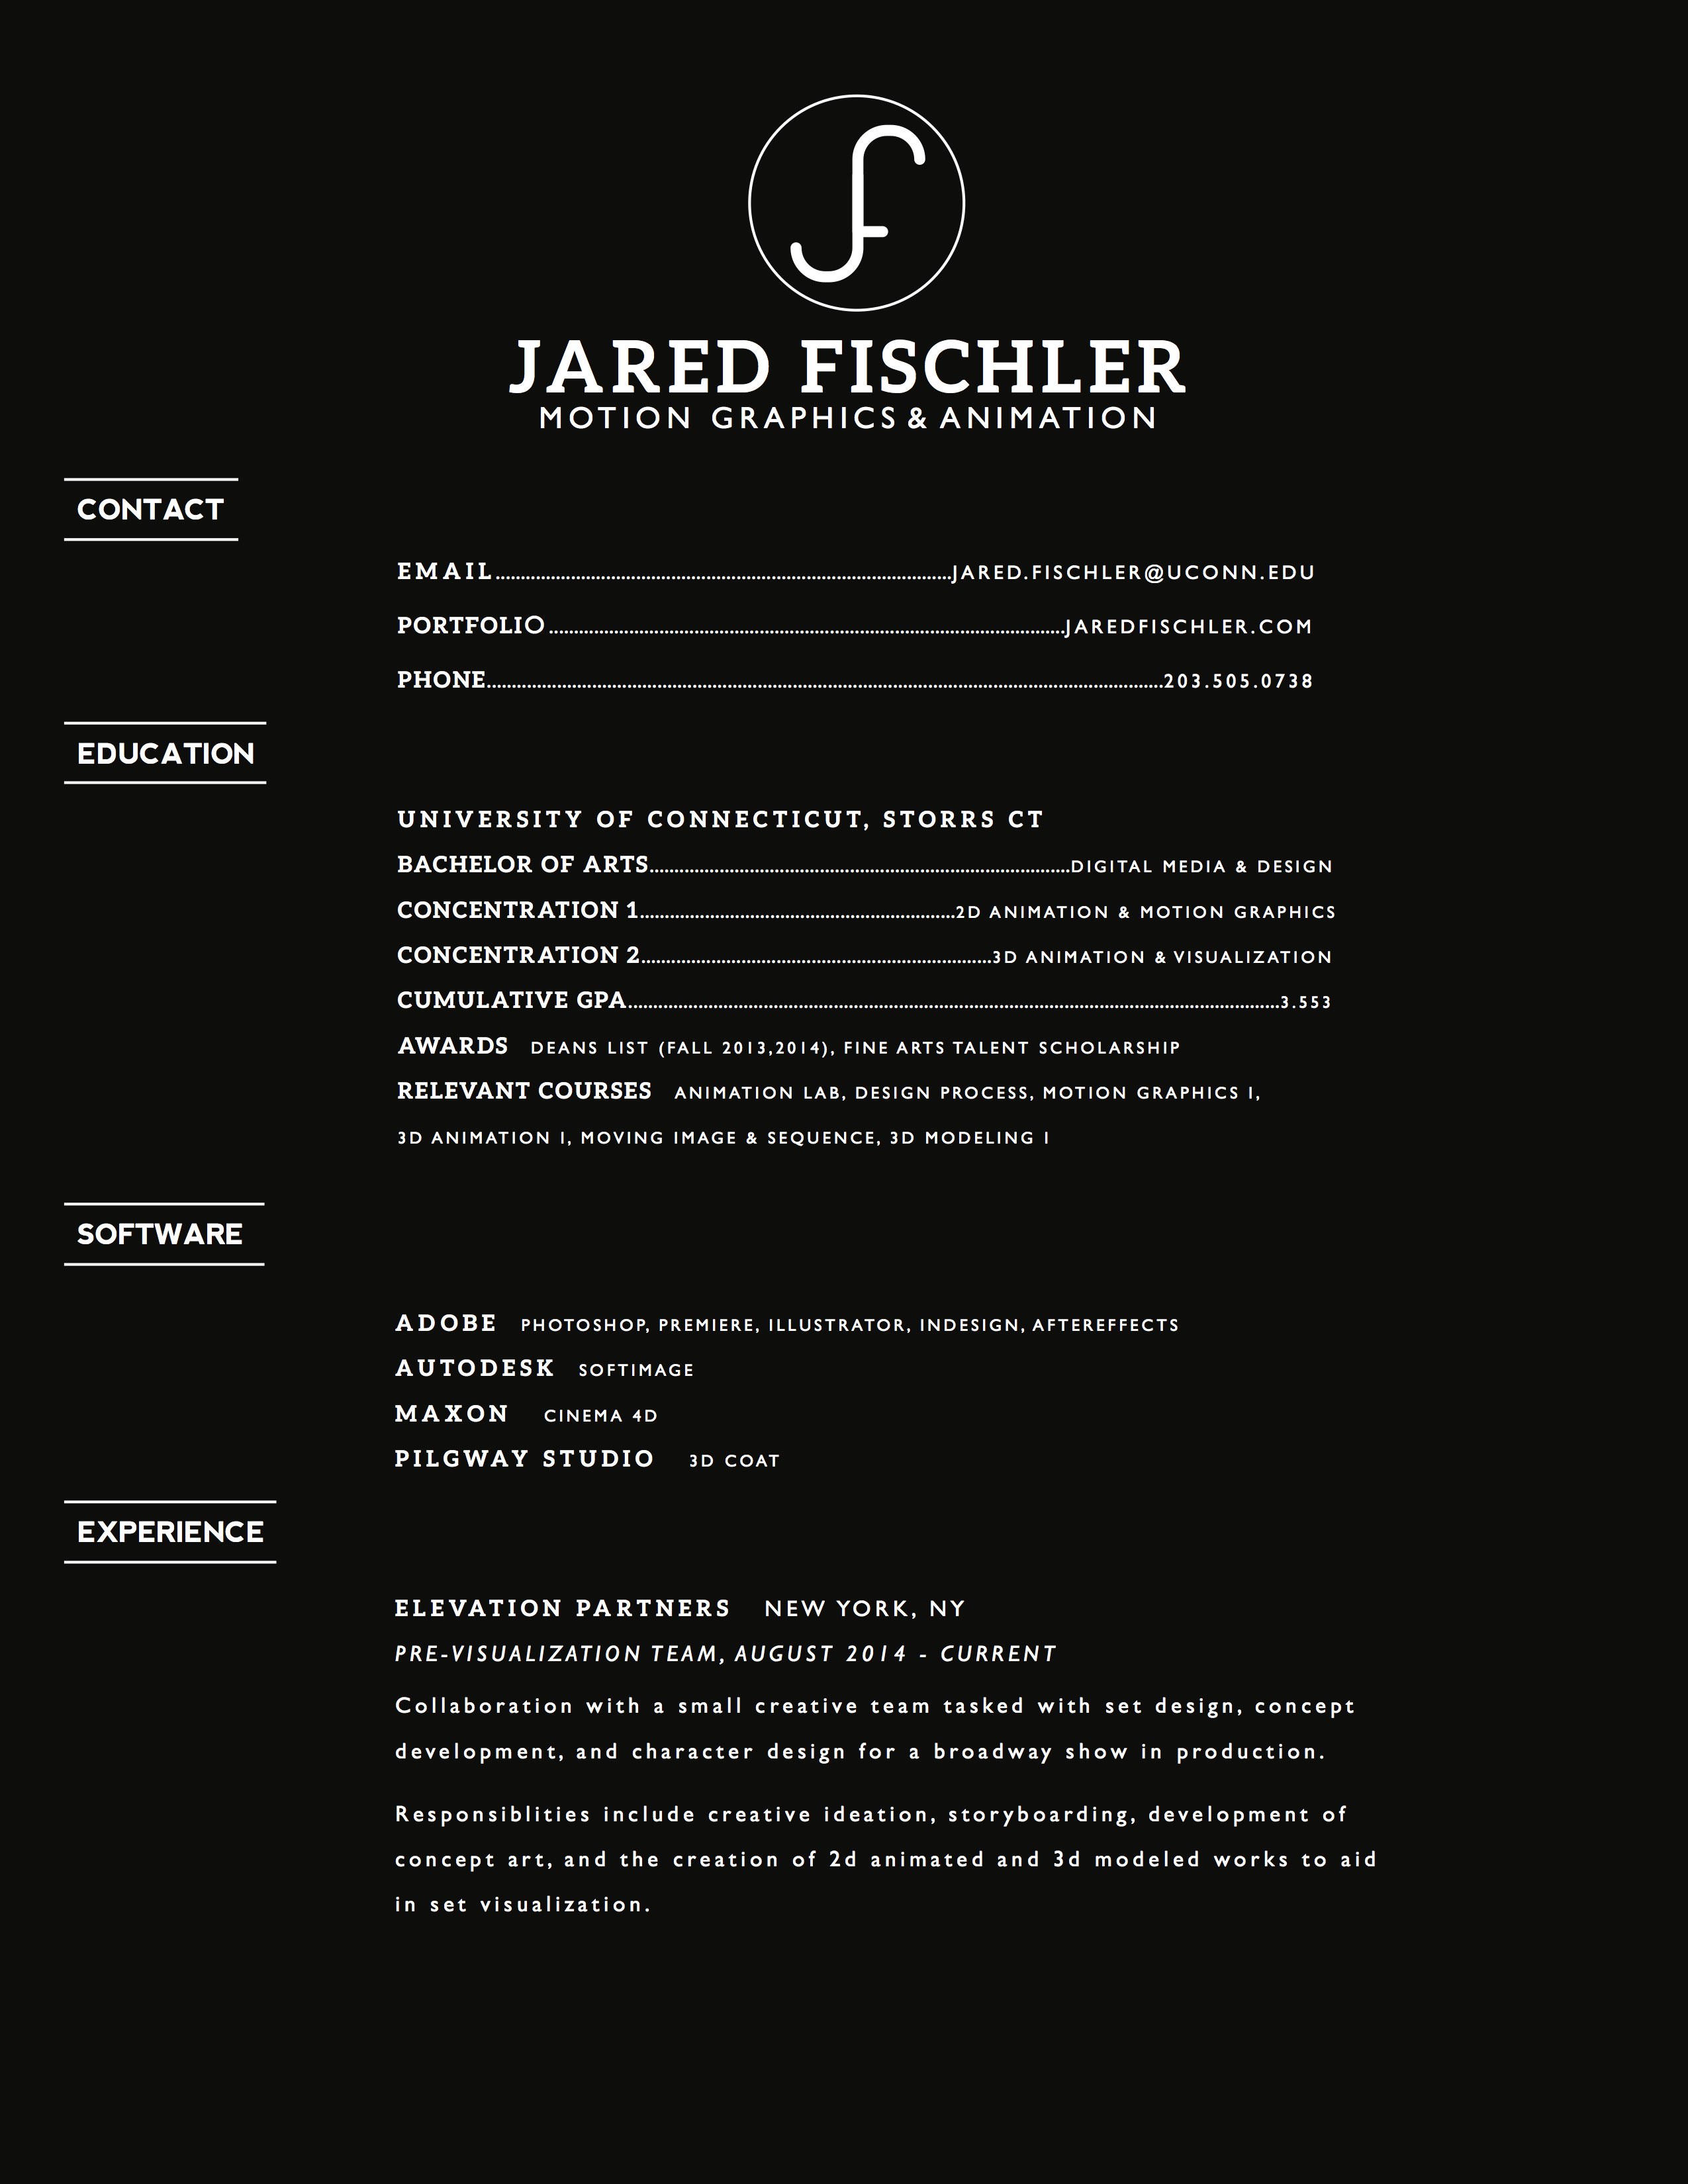 JF
JARED FISCHLER
MOTION GRAPHICS & ANIMATION
CONTACT
EMAIL JARED.FISCHLER@UCONN.EDU
PORTFOLIO JAREDFISCHLER.COM
PHONE 203.505.0738
EDUCATION
UNIVERSITY OF CONNECTICUT, STORRS CT
BACHELOR OF ARTS DIGITAL MEDIA & DESIGN
CONCENTRATION 1 2D ANIMATION & MOTION GRAPHICS
CONCENTRATION 2 3D ANIMATION & VISUALIZATION
CUMULATIVE GPA 3.553
AWARDS DEANS LIST (FALL 2013,2014), FINE ARTS TALENT SCHOLARSHIP
RELEVANT COURSES ANIMATION LAB, DESIGN PROCESS, MOTION GRAPHICS I,
3D ANIMATION I, MOVING IMAGE & SEQUENCE, 3D MODELING I
SOFTWARE
ADOBE PHOTOSHOP, PREMIERE, ILLUSTRATOR, INDESIGN, AFTEREFFECTS
AUTODESK SOFTIMAGE
MAXON CINEMA 4D
PILGWAY STUDIO 3D COAT
EXPERIENCE
ELEVATION PARTNERS NEW YORK, NY
PRE-VISUALIZATION TEAM, AUGUST 2014 - CURRENT
Collaboration with a small creative team tasked with set design, concept
development, and character design for a broadway show in production.
Responsiblities include creative ideation, storyboarding, development of
concept art, and the creation of 2d animated and 3d modeled works to aid
in set visualization.